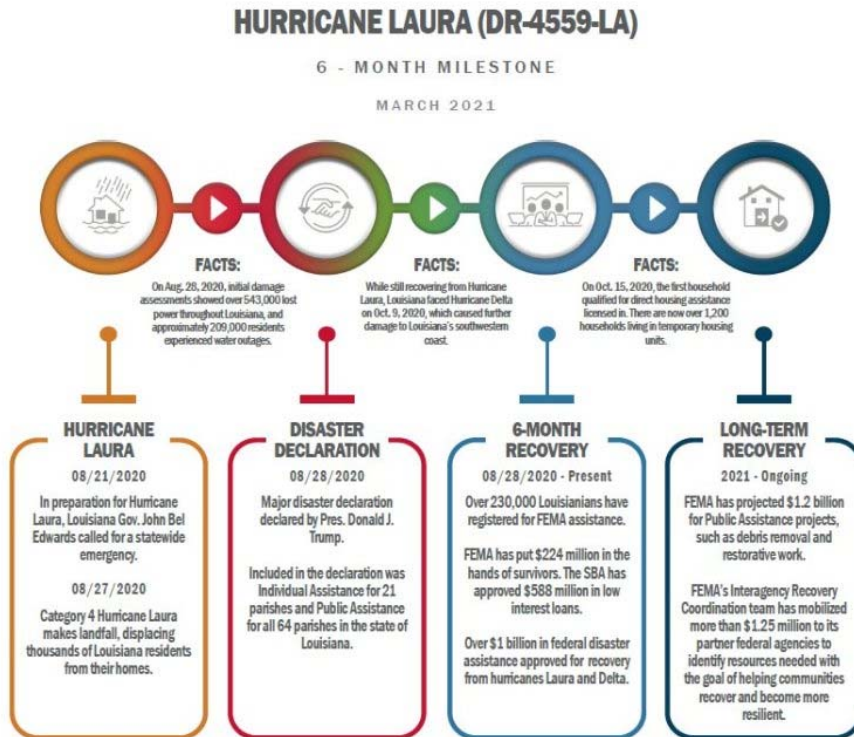 HURRICANE LAURA (DR-4559-LA)
6 - MONTH MILESTONE
MARCH 2021
FACTS:
On Aug. 28, 2020, initial damage
assessments showed over 543,000 lost
power throughout Louisiana, and
approximately 209,000 residents
experienced water outages.
FACTS:
While still recovering from Hurricane
Laura, Louisiana faced Hurricane Delta
on Oct. 9, 2020, which caused further
damage to Louisiana's southwestern
coast.
FACTS:
On Oct. 15, 2020, the first household
qualified for direct housing assistance
licensed in. There are now over 1,200
households living in temporary housing
units.
HURRICANE
LAURA
08/21/2020
In preparation for Hurricane
Laura, Louisiana Gov. John Bel
Edwards called for a statewide
emergency.
08/27/2020
Category 4 Hurricane Laura
makes landfall, displacing
thousands of Louisiana residents
from their homes.
DISASTER
DECLARATION
08/28/2020
Major disaster declaration
declared by Pres. Donald J.
Trump.
Included in the declaration was
Individual Assistance for 21
parishes and Public Assistance
for all 64 parishes in the state of
Louisiana.
6-MONTH
RECOVERY
08/28/2020 - Present
Over 230,000 Louisianians have
registered for FEMA assistance.
FEMA has put $224 million in the
hands of survivors. The SBA has
approved $588 million in low
interest loans.
Over $1 billion in federal disaster
assistance approved for recovery
from hurricanes Laura and Delta.
LONG-TERM
RECOVERY
2021 - Ongoing
FEMA has projected $1.2 billion
for Public Assistance projects,
such as debris removal and
restorative work.
FEMA's Interagency Recovery
Coordination team has mobilized
more than $1.25 million to its
partner federal agencies to
identify resources needed with
the goal of helping communities
recover and become more
resilient.